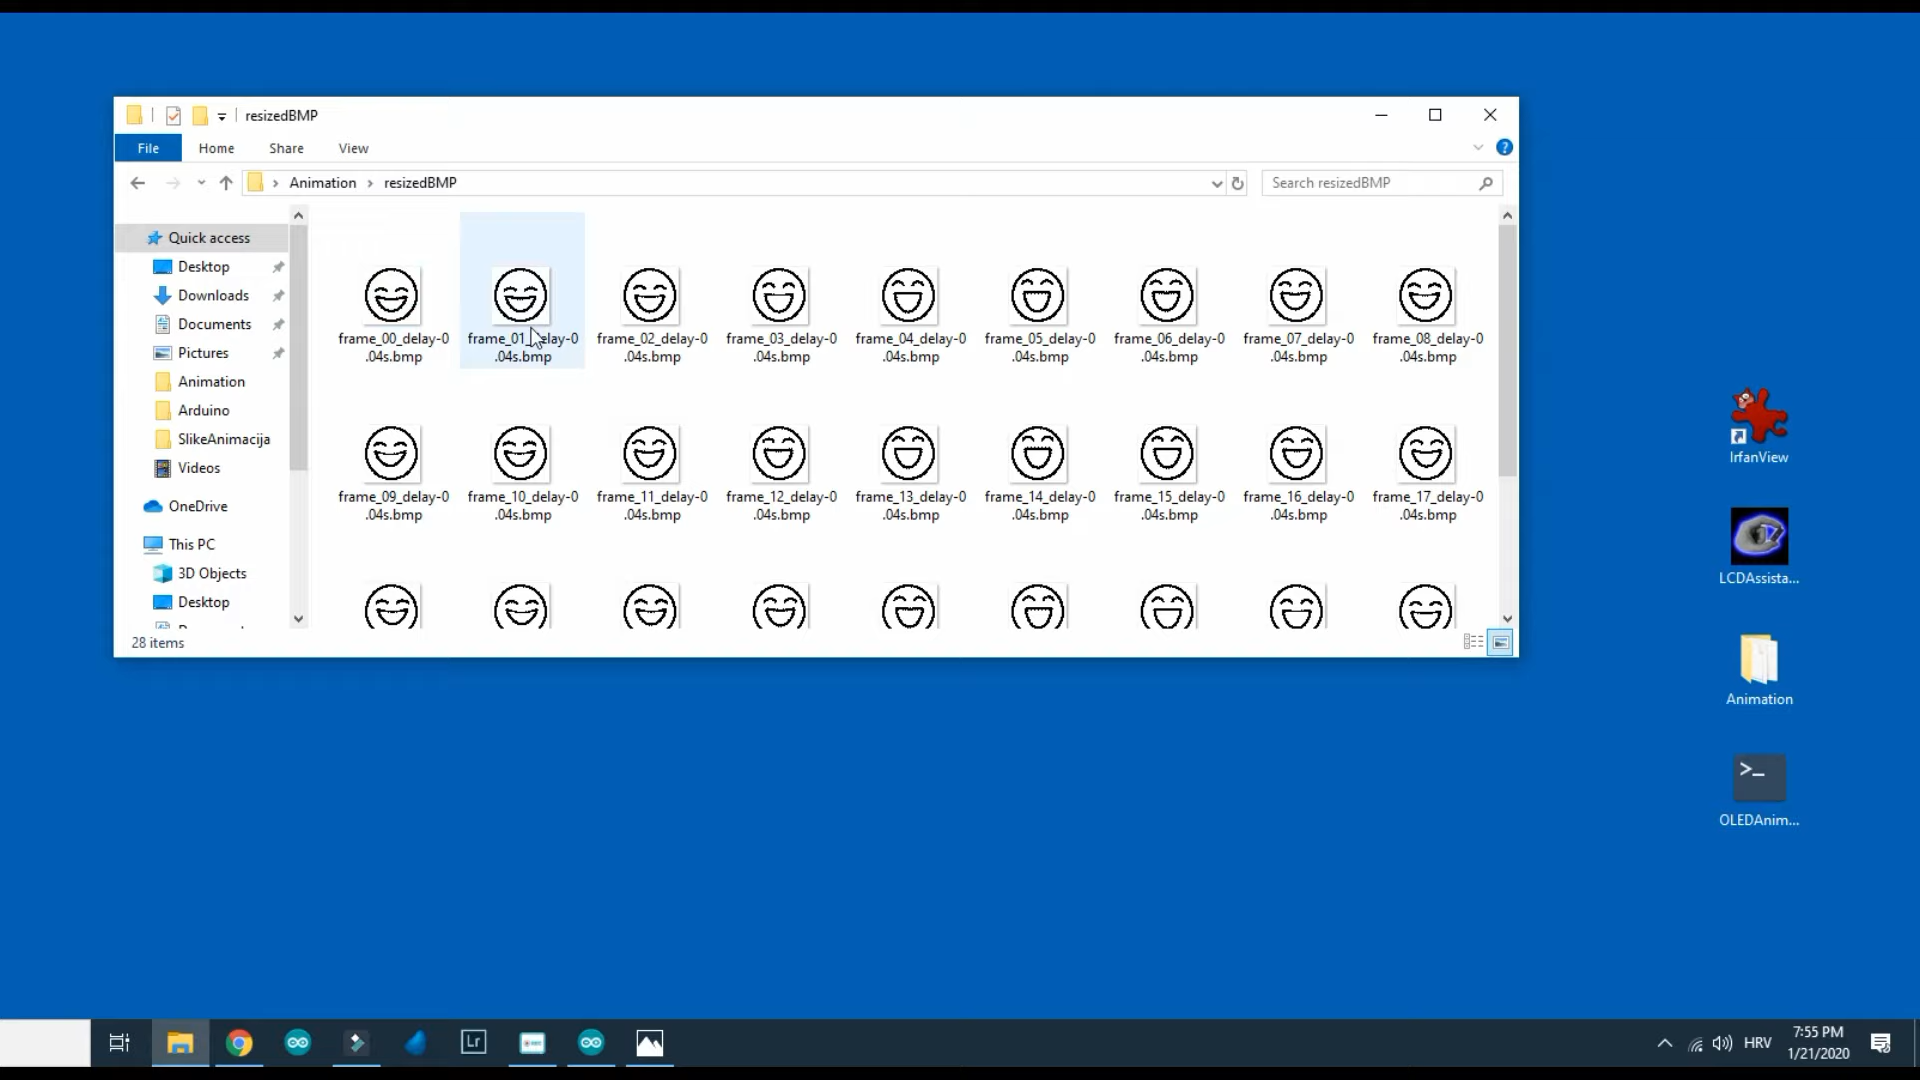 resizedBMP
File Home Share View
Animation resizedBMP
Search resizedBMP
Quick access
Desktop
Downloads
Documents
Pictures
Animation
Arduino
SlikeAnimacija
Videos
OneDrive
This PC
3D Objects
Desktop
frame_00_delay-0
.04s.bmp
frame_01_delay-0
.04s.bmp
frame_02_delay-0
.04s.bmp
frame_03_delay-0
.04s.bmp
frame_04_delay-0
.04s.bmp
frame_05_delay-0
.04s.bmp
frame_06_delay-0
.04s.bmp
frame_07_delay-0
.04s.bmp
frame_08_delay-0
.04s.bmp
frame_09_delay-0
.04s.bmp
frame_10_delay-0
.04s.bmp
frame_11_delay-0
.04s.bmp
frame_12_delay-0
.04s.bmp
frame_13_delay-0
.04s.bmp
frame_14_delay-0
.04s.bmp
frame_15_delay-0
.04s.bmp
frame_16_delay-0
.04s.bmp
frame_17_delay-0
.04s.bmp
28 items
IrfanView
LCDAssista...
Animation
>_
OLEDAnim...
Lr
HRV
7:55 PM
1/21/2020